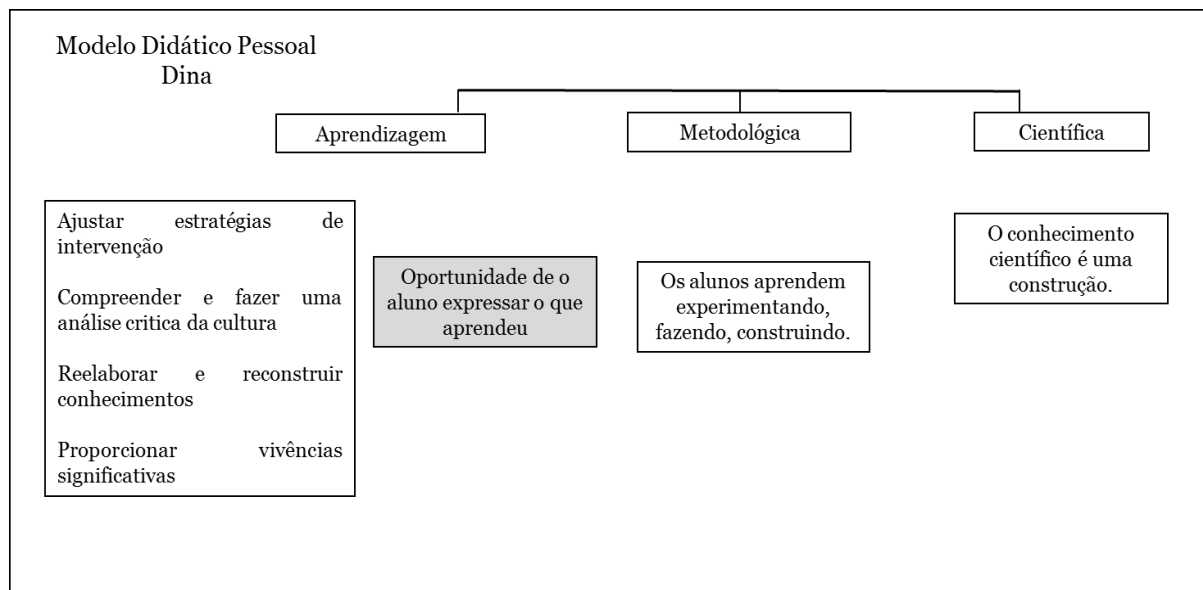 Modelo Didático Pessoal
Dina
Aprendizagem
Metodológica
Científica
Ajustar estratégias de
intervenção
Compreender e fazer uma
análise critica da cultura
Reelaborar e reconstruir
conhecimentos
Proporcionar vivências
significativas
Oportunidade de o
aluno expressar o que
aprendeu
Os alunos aprendem
experimentando,
fazendo, construindo.
O conhecimento
científico é uma
construção.